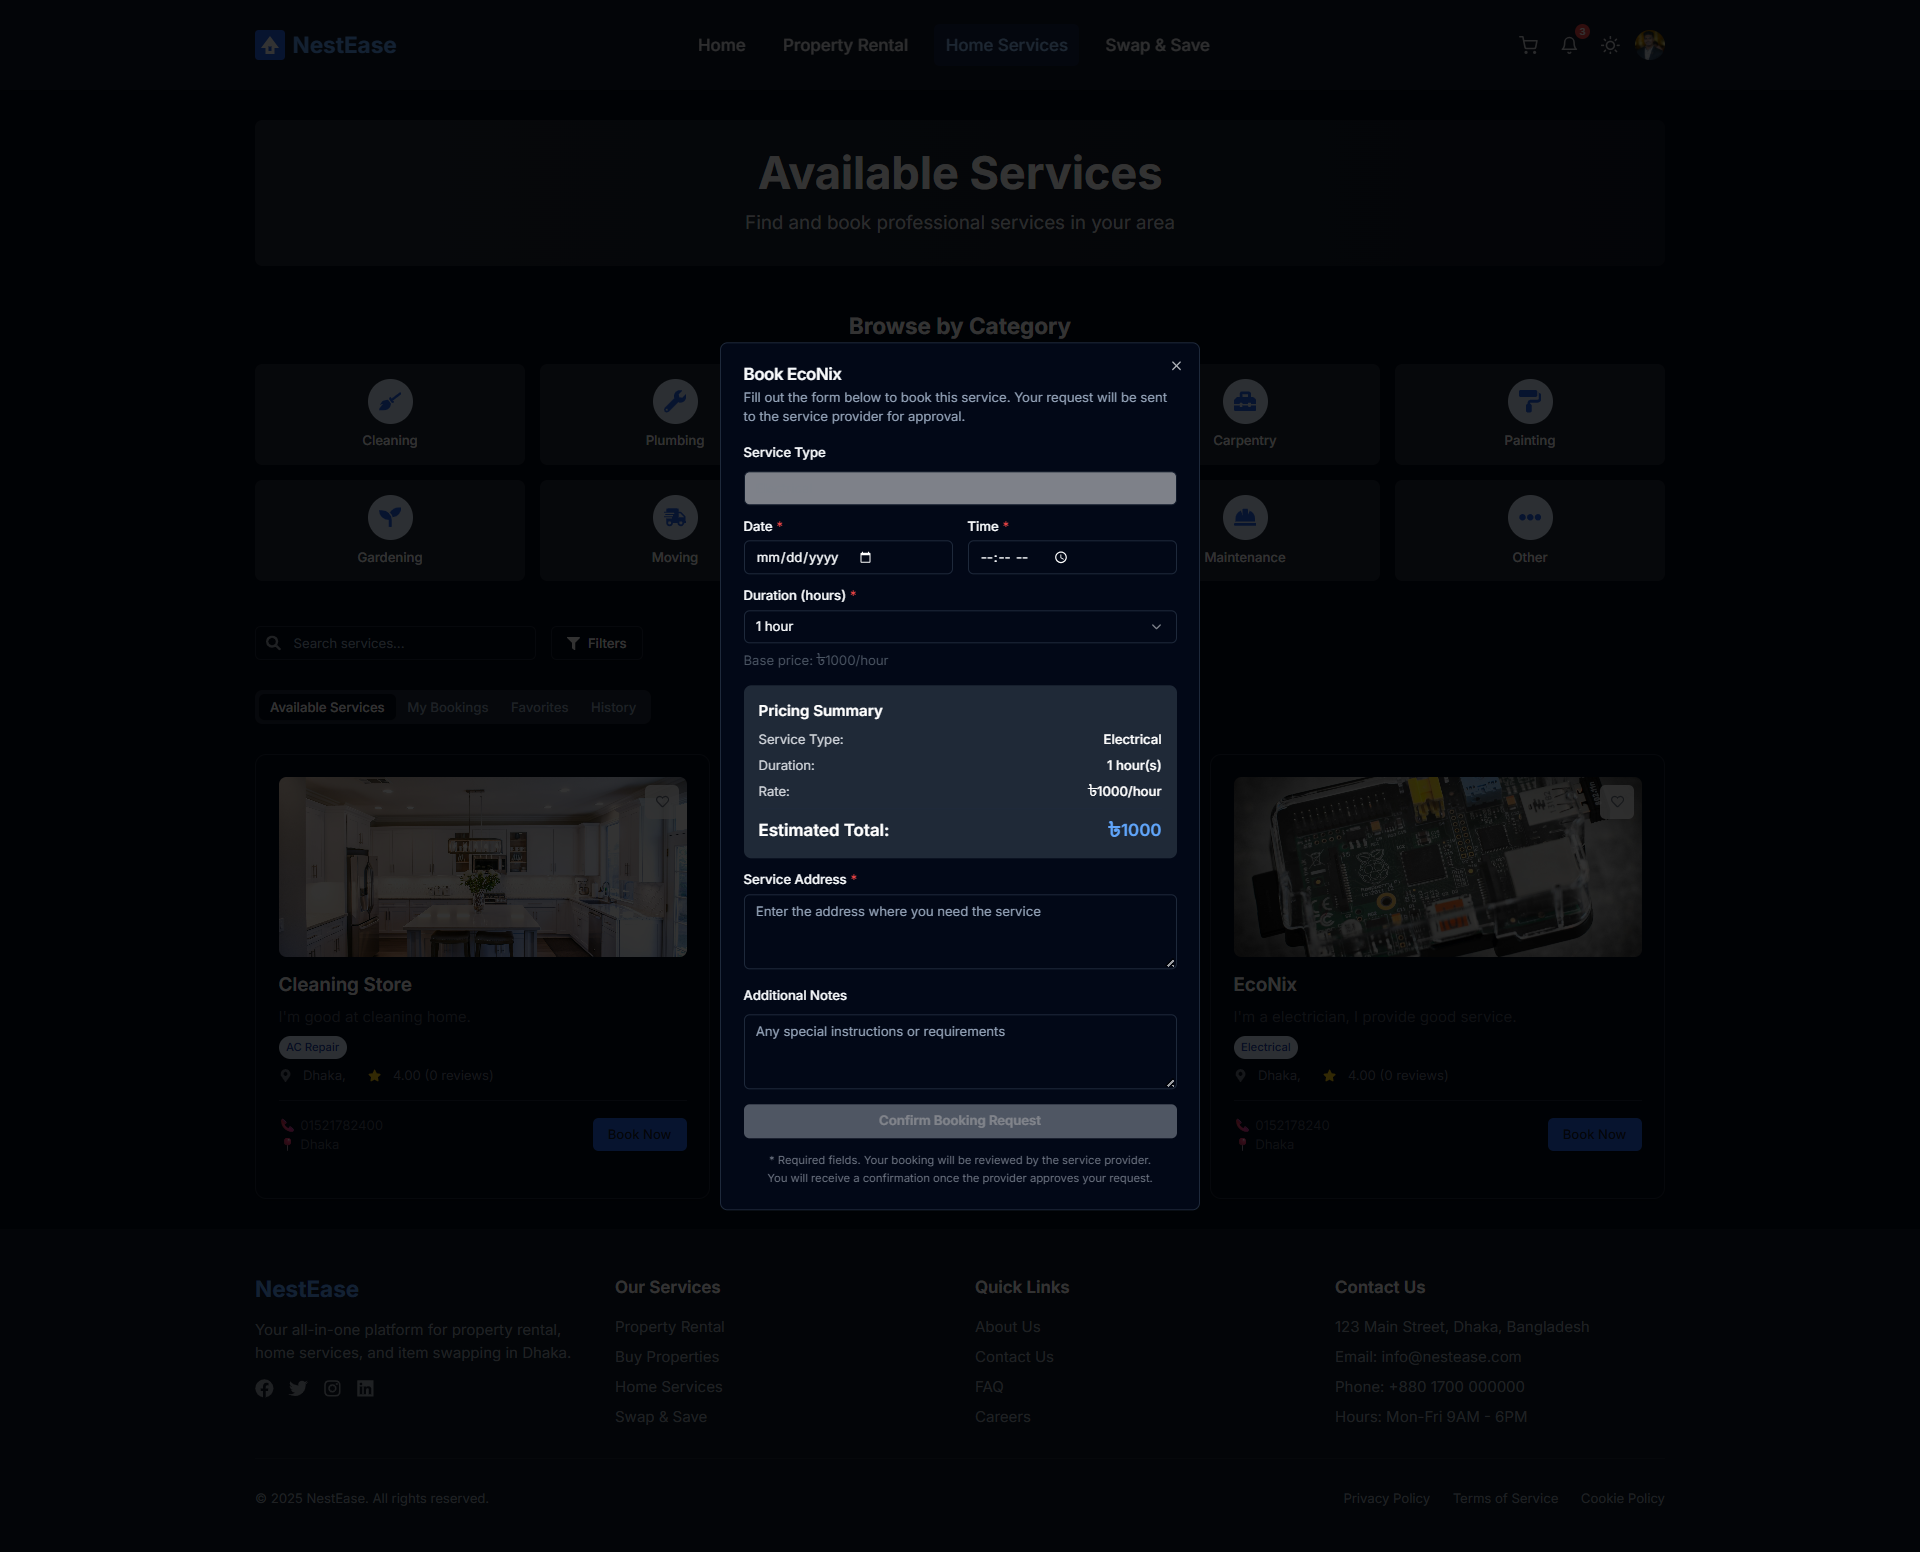 NestEase
Home
Property Rental
Home Services
Swap & Save
3
Available Services
Find and book professional services in your area
Browse by Category
Cleaning
Plumbing
Carpentry
Painting
Gardening
Moving
Maintenance
Other
Search services...
Filters
Available Services
My Bookings
Favorites
History
Book EcoNix
Fill out the form below to book this service. Your request will be sent
to the service provider for approval.
Service Type
Date *
Time *
mm/dd/yyyy
--:-- --
Duration (hours) *
1 hour
Base price: ৳1000/hour
Pricing Summary
Service Type:
Electrical
Duration:
1 hour(s)
Rate:
৳1000/hour
Estimated Total:
৳1000
Service Address *
Enter the address where you need the service
Additional Notes
Any special instructions or requirements
Confirm Booking Request
* Required fields. Your booking will be reviewed by the service provider.
You will receive a confirmation once the provider approves your request.
Cleaning Store
I'm good at cleaning home.
AC Repair
Dhaka,
4.00 (0 reviews)
01521782400
Dhaka
Book Now
EcoNix
I'm a electrician, I provide good service.
Electrical
Dhaka,
4.00 (0 reviews)
0152178240
Dhaka
Book Now
NestEase
Your all-in-one platform for property rental,
home services, and item swapping in Dhaka.
Our Services
Property Rental
Buy Properties
Home Services
Swap & Save
Quick Links
About Us
Contact Us
FAQ
Careers
Contact Us
123 Main Street, Dhaka, Bangladesh
Email: info@nestease.com
Phone: +880 1700 000000
Hours: Mon-Fri 9AM - 6PM
© 2025 NestEase. All rights reserved.
Privacy Policy
Terms of Service
Cookie Policy